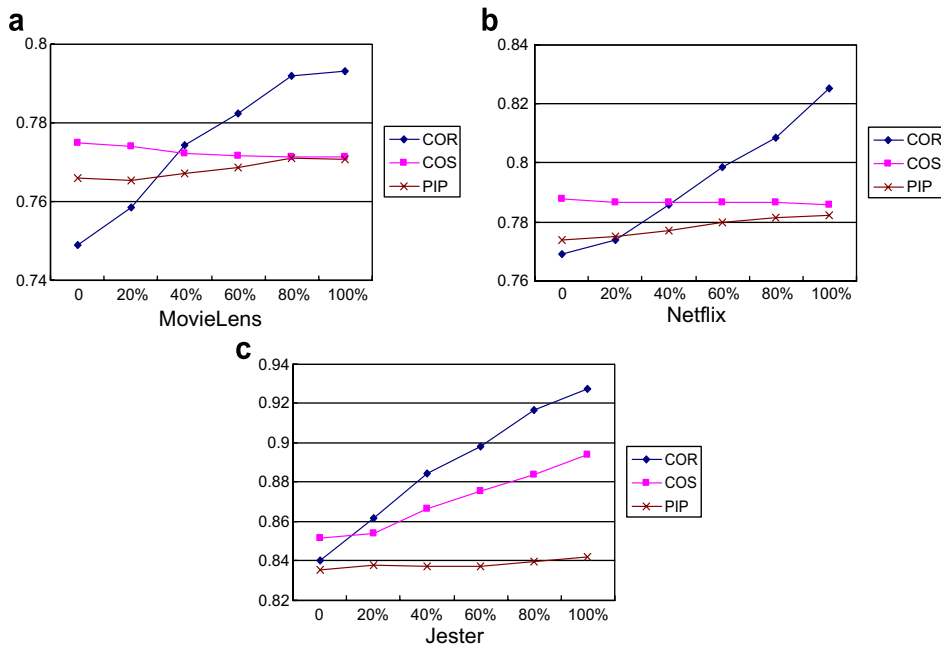 a
0.8
0.78
0.76
0.74
0 20% 40% 60% 80% 100%
MovieLens
COR
COS
PIP
b
0.84
0.82
0.8
0.78
0.76
0 20% 40% 60% 80% 100%
Netflix
COR
COS
PIP
c
0.94
0.92
0.9
0.88
0.86
0.84
0.82
0 20% 40% 60% 80% 100%
Jester
COR
COS
PIP